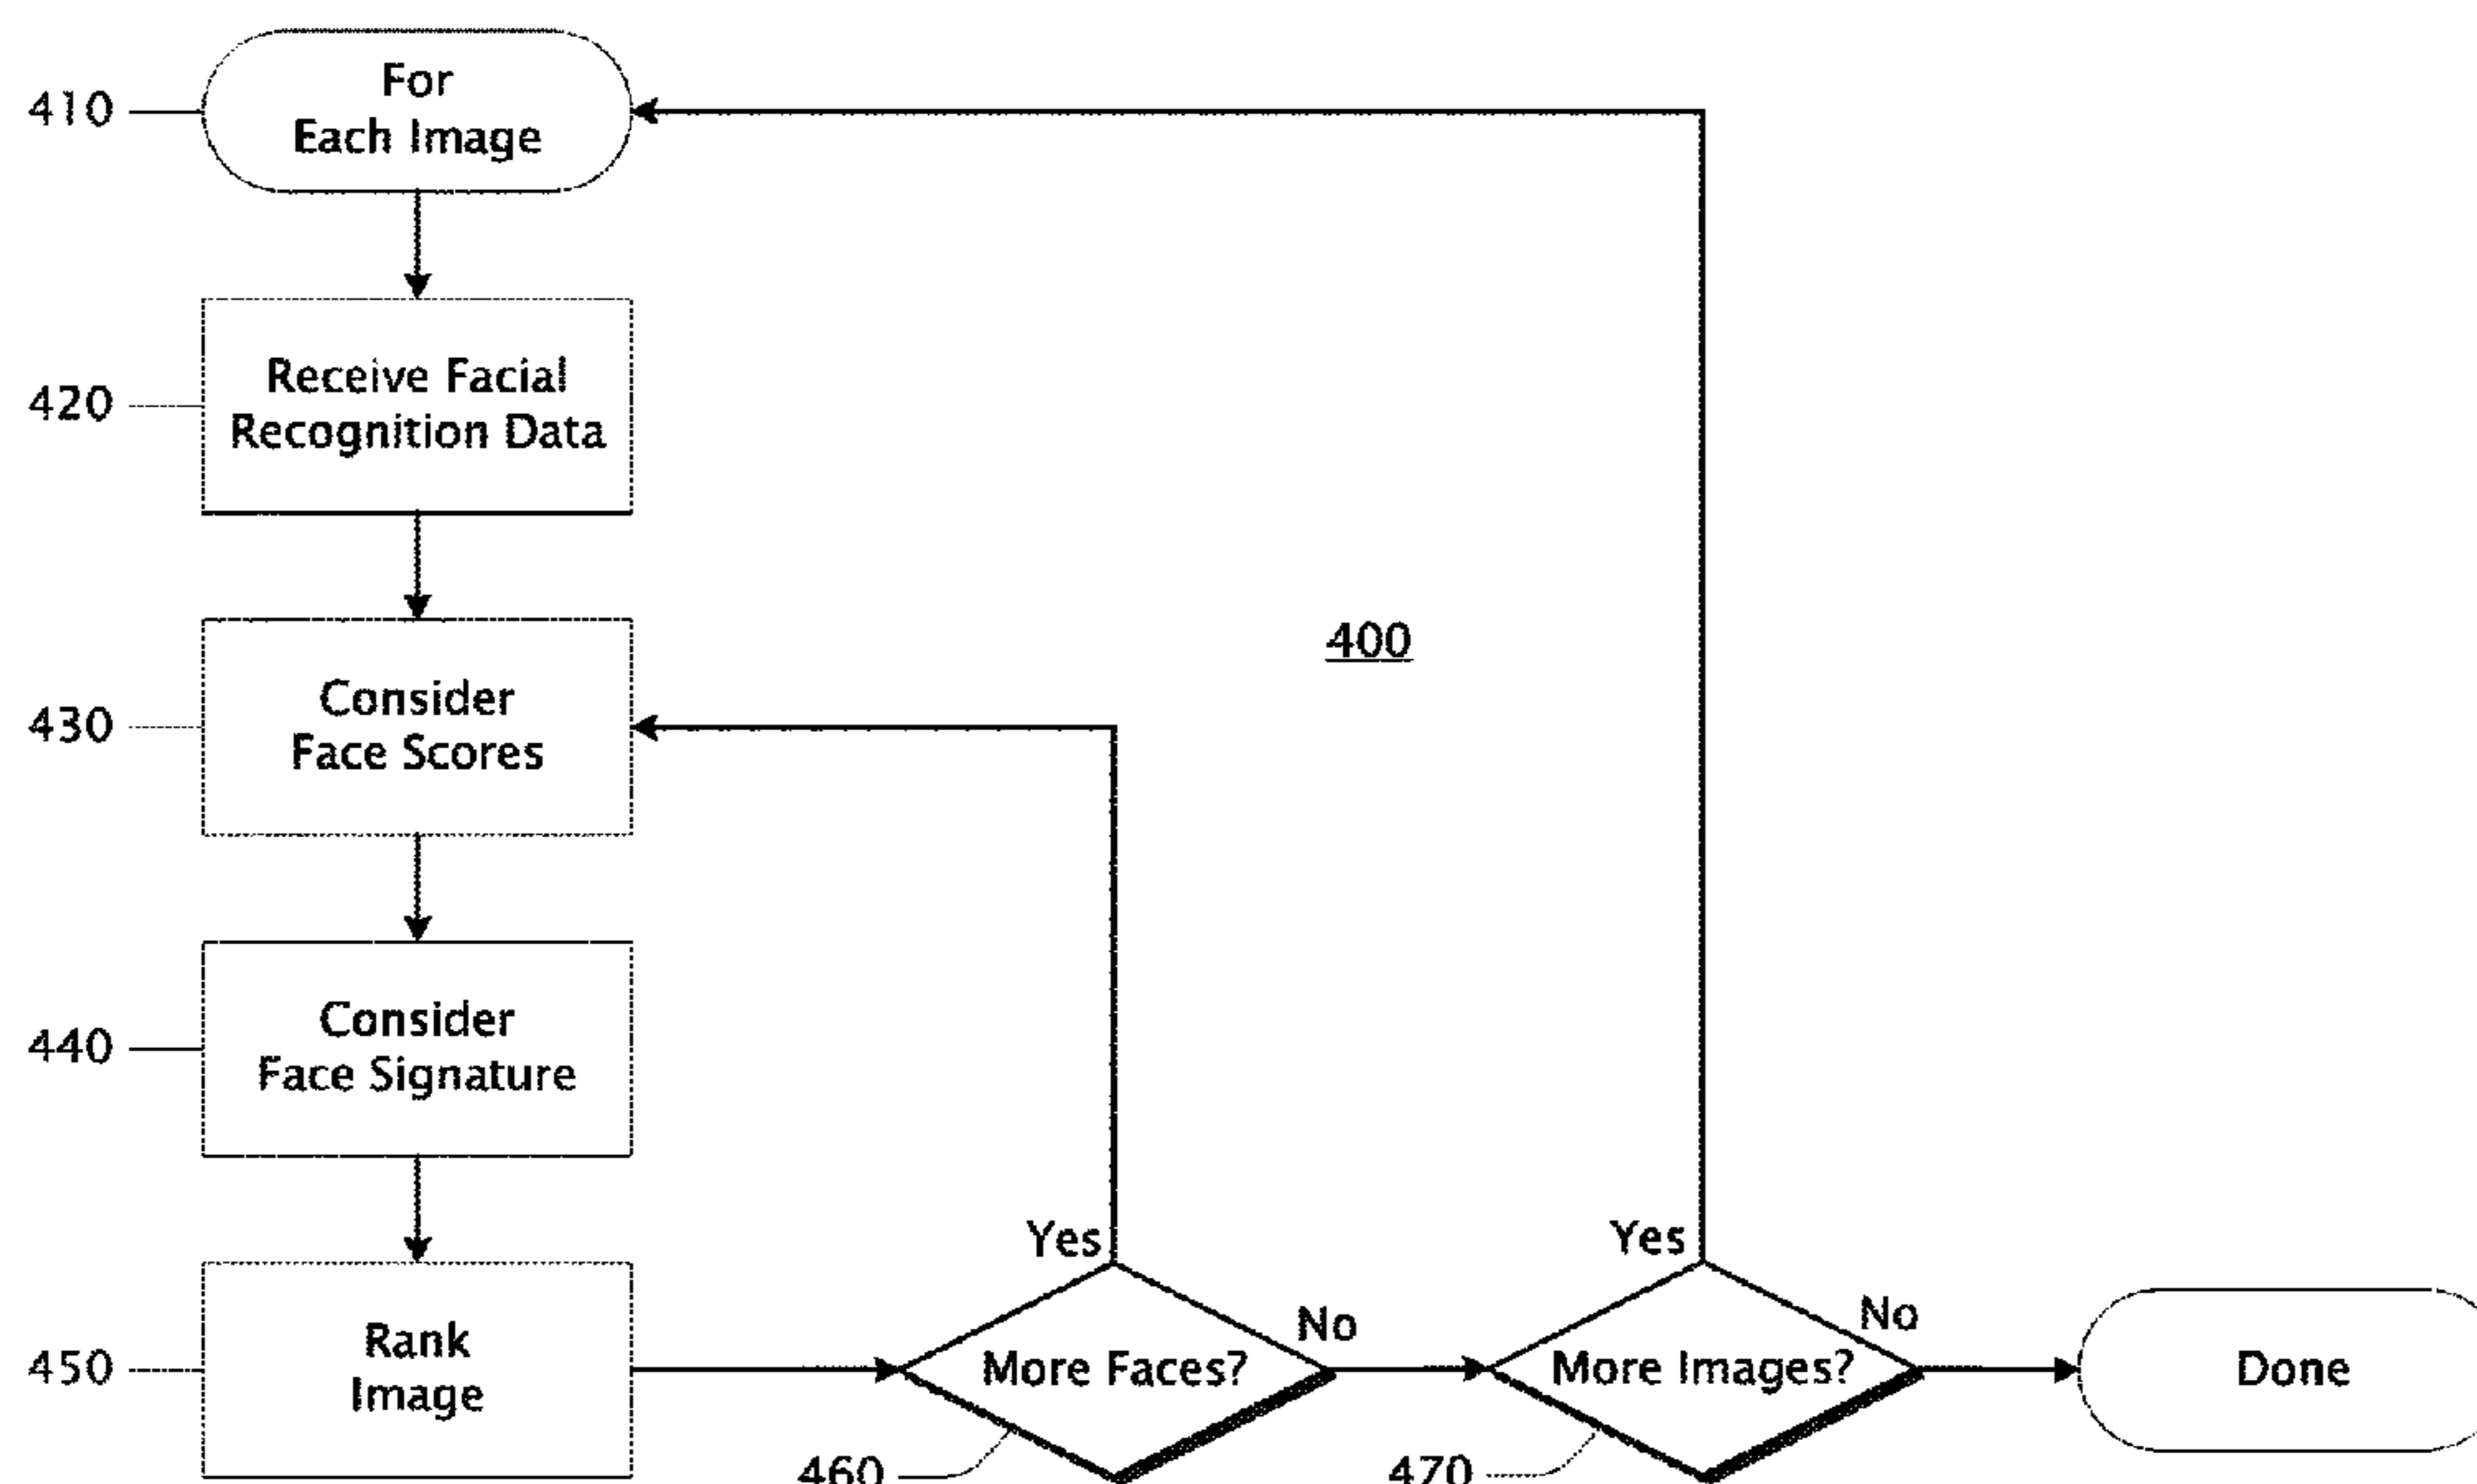 410
For
Each Image
420
Receive Facial
Recognition Data
400
430
Consider
Face Scores
440
Consider
Face Signature
Yes
Yes
450
Rank
Image
More Faces?
No
More Images?
No
Done
460
470